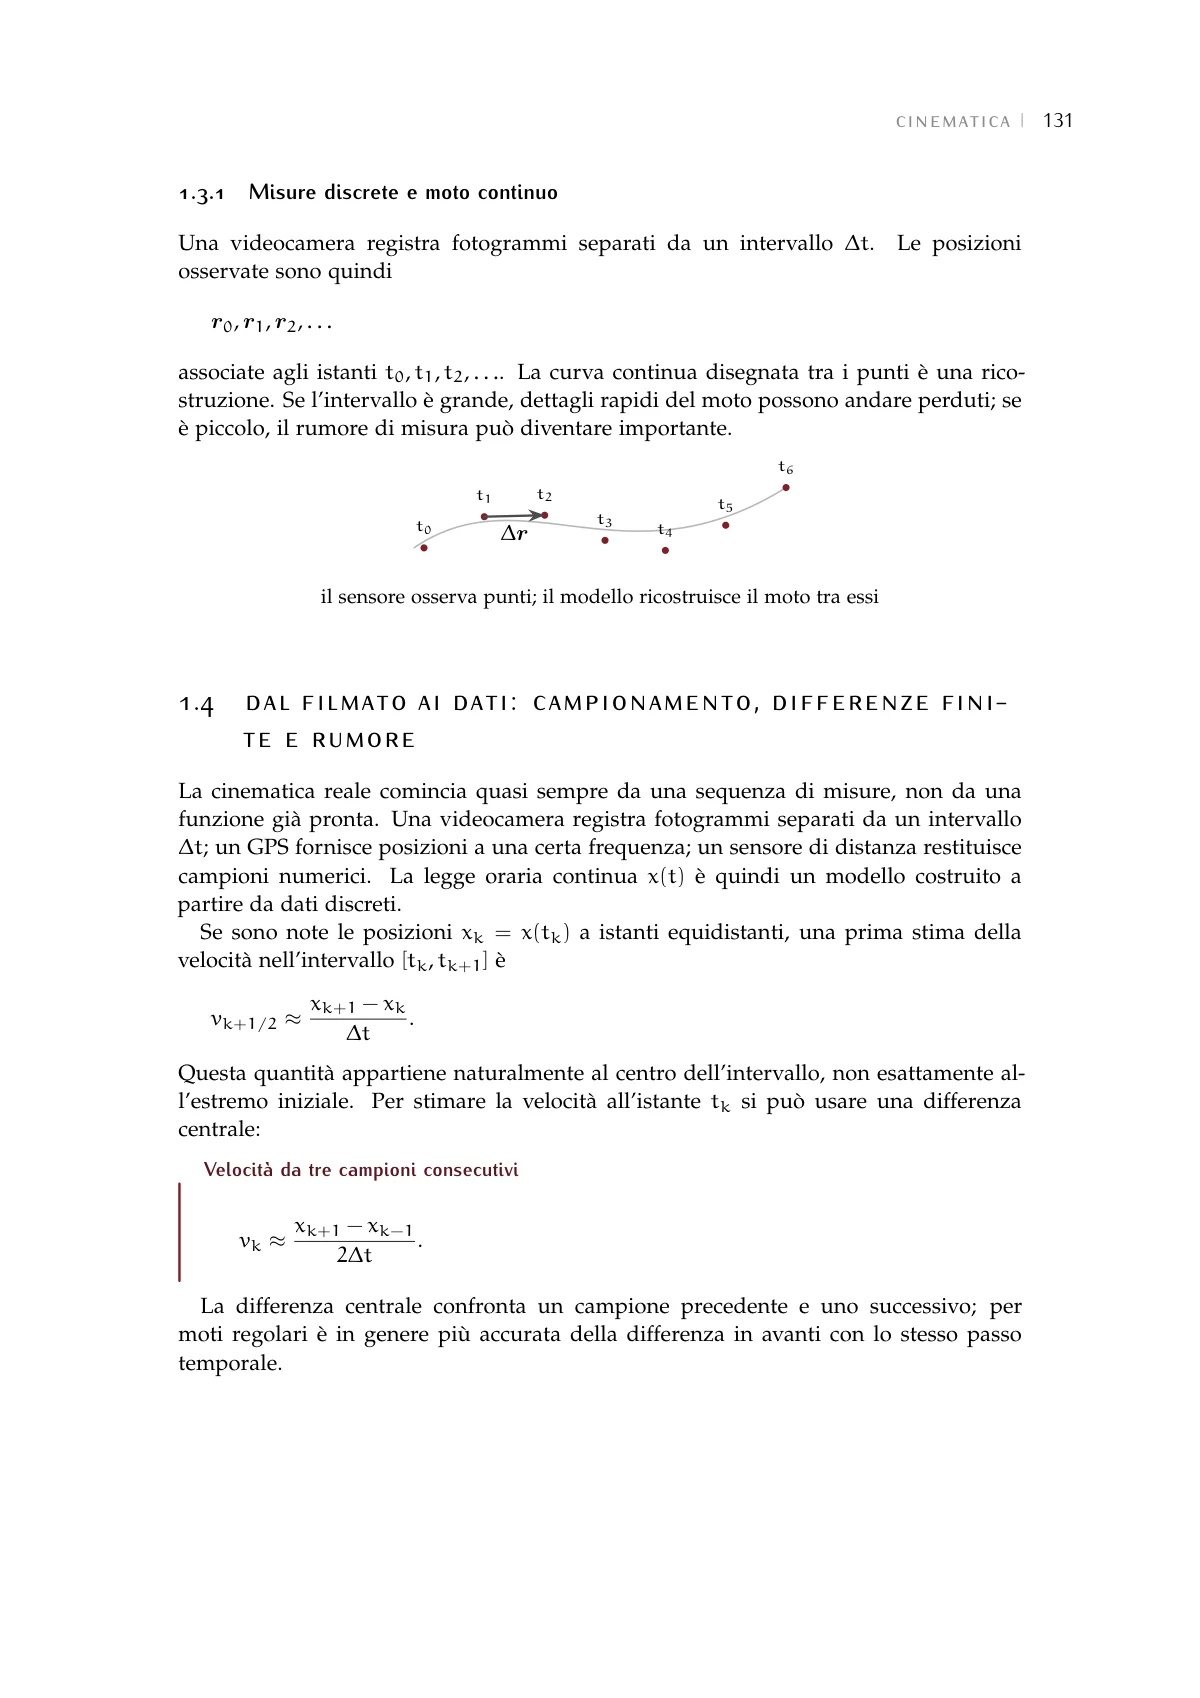 CINEMATICA | 131
1.3.1 Misure discrete e moto continuo
Una videocamera registra fotogrammi separati da un intervallo Δt. Le posizioni
osservate sono quindi
r₀, r₁, r₂, . . .
associate agli istanti t₀, t₁, t₂, . . .. La curva continua disegnata tra i punti è una rico-
struzione. Se l'intervallo è grande, dettagli rapidi del moto possono andare perduti; se
è piccolo, il rumore di misura può diventare importante.
t₀ t₁ t₂ t₃ t₄ t₅ t₆
Δr
il sensore osserva punti; il modello ricostruisce il moto tra essi
1.4 DAL FILMATO AI DATI: CAMPIONAMENTO, DIFFERENZE FINI-
TE E RUMORE
La cinematica reale comincia quasi sempre da una sequenza di misure, non da una
funzione già pronta. Una videocamera registra fotogrammi separati da un intervallo
Δt; un GPS fornisce posizioni a una certa frequenza; un sensore di distanza restituisce
campioni numerici. La legge oraria continua x(t) è quindi un modello costruito a
partire da dati discreti.
Se sono note le posizioni xₖ = x(tₖ) a istanti equidistanti, una prima stima della
velocità nell'intervallo [tₖ, tₖ₊₁] è
v_{k+1/2} ≈ (xₖ₊₁ − xₖ) / Δt.
Questa quantità appartiene naturalmente al centro dell'intervallo, non esattamente al-
l'estremo iniziale. Per stimare la velocità all'istante tₖ si può usare una differenza
centrale:
Velocità da tre campioni consecutivi
vₖ ≈ (xₖ₊₁ − xₖ₋₁) / 2Δt.
La differenza centrale confronta un campione precedente e uno successivo; per
moti regolari è in genere più accurata della differenza in avanti con lo stesso passo
temporale.